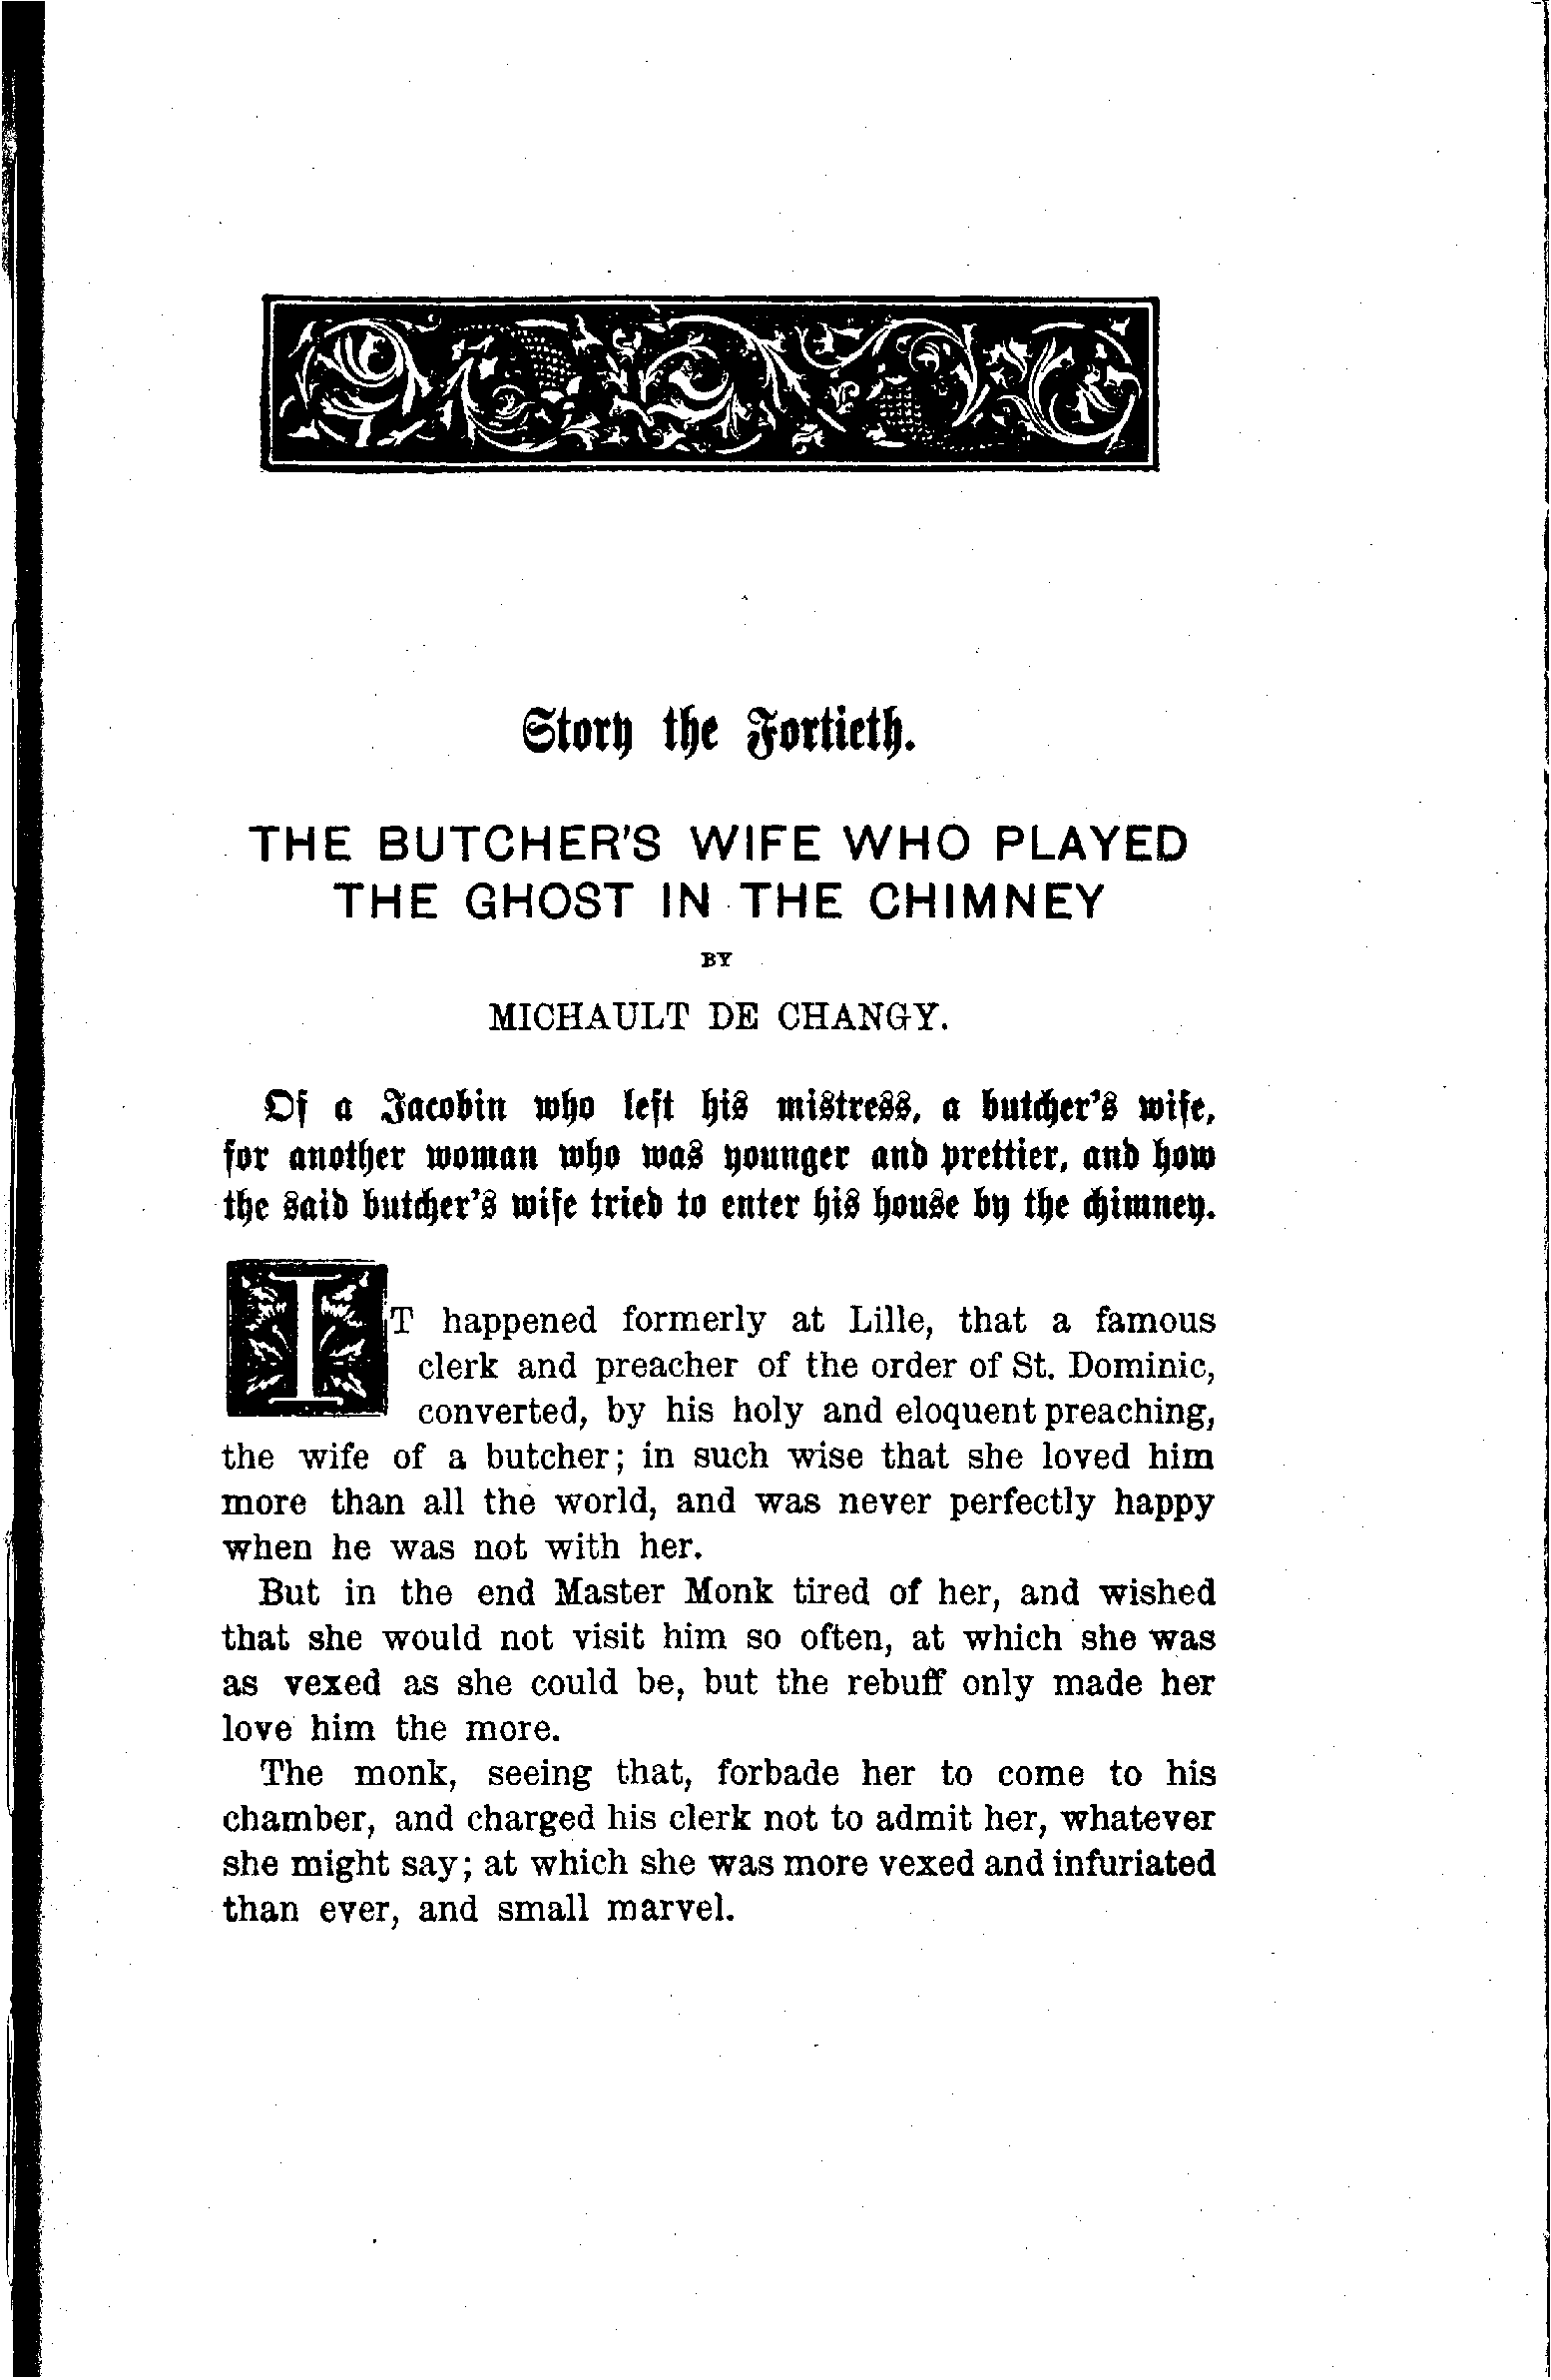 Story the Fortieth.
THE BUTCHER'S WIFE WHO PLAYED
THE GHOST IN THE CHIMNEY
BY
MICHAULT DE CHANGY.
Of a Jacobin who left his mistress, a butcher's wife,
for another woman who was younger and prettier, and how
the said butcher's wife tried to enter his house by the chimney.
IT happened formerly at Lille, that a famous
clerk and preacher of the order of St. Dominic,
converted, by his holy and eloquent preaching,
the wife of a butcher; in such wise that she loved him
more than all the world, and was never perfectly happy
when he was not with her.
But in the end Master Monk tired of her, and wished
that she would not visit him so often, at which she was
as vexed as she could be, but the rebuff only made her
love him the more.
The monk, seeing that, forbade her to come to his
chamber, and charged his clerk not to admit her, whatever
she might say; at which she was more vexed and infuriated
than ever, and small marvel.